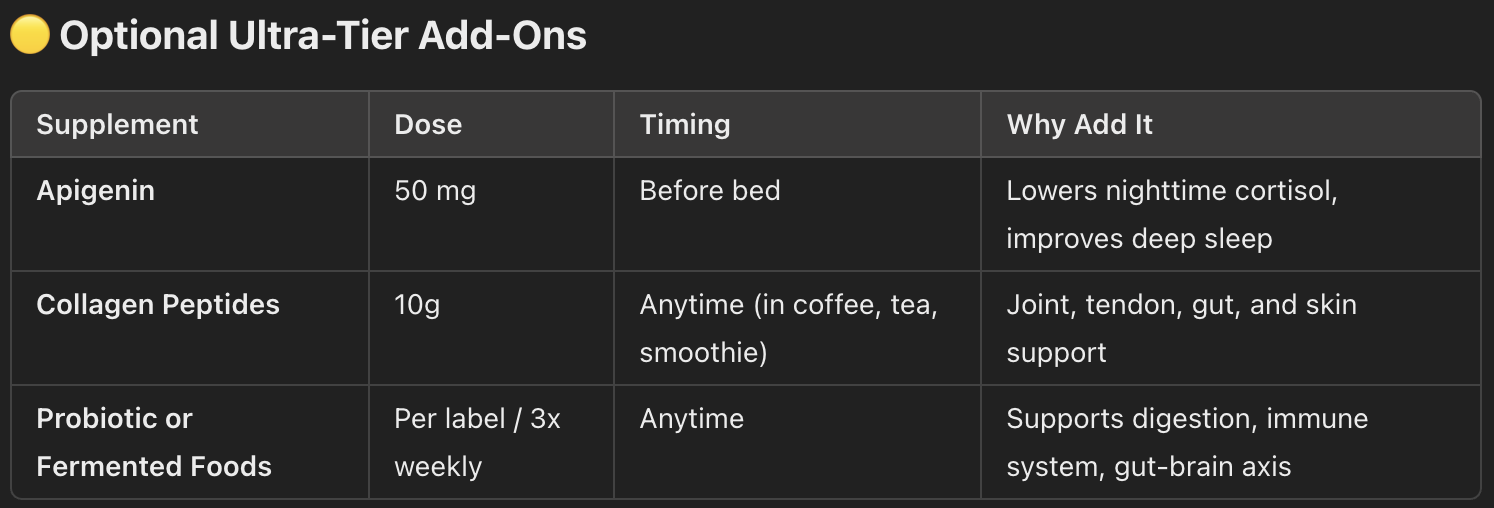 🟡 Optional Ultra-Tier Add-Ons
Supplement Dose Timing Why Add It
Apigenin 50 mg Before bed Lowers nighttime cortisol,
improves deep sleep
Collagen Peptides 10g Anytime (in coffee, tea, Joint, tendon, gut, and skin
smoothie) support
Probiotic or Per label / 3x Anytime Supports digestion, immune
Fermented Foods weekly system, gut-brain axis